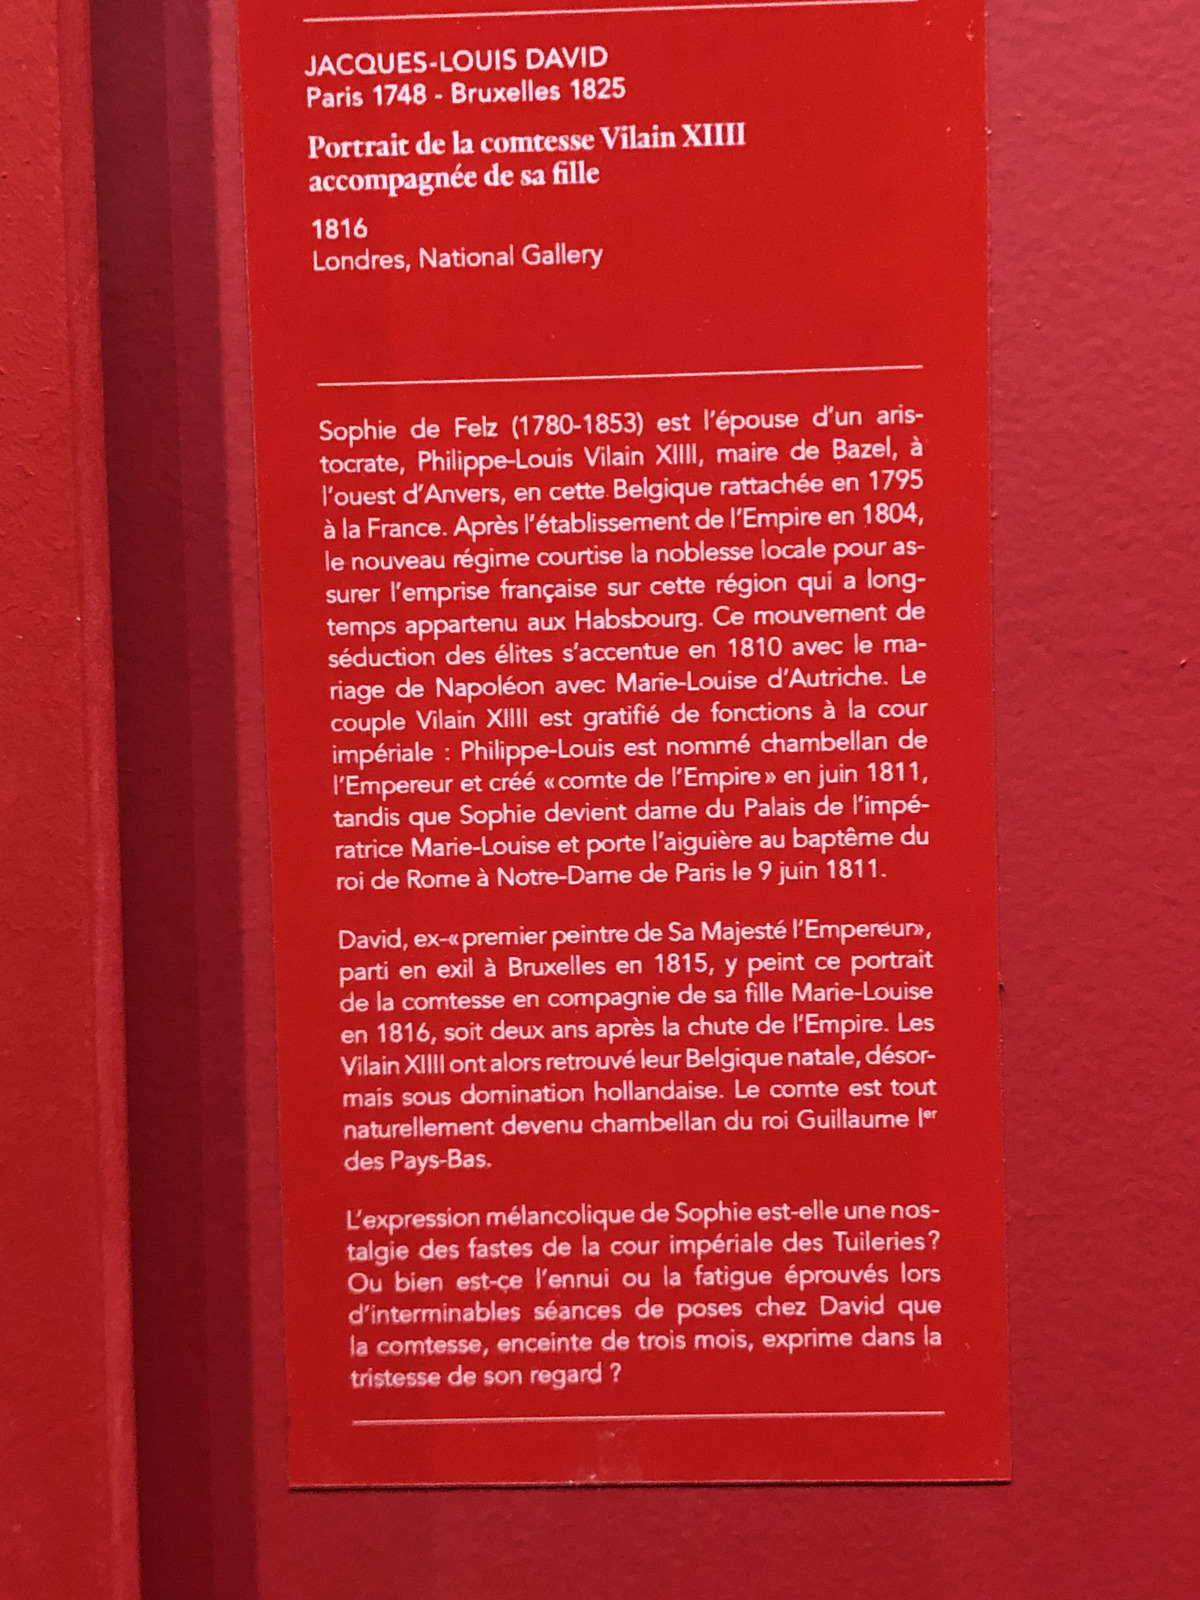 JACQUES-LOUIS DAVID
Paris 1748 - Bruxelles 1825
Portrait de la comtesse Vilain XIIII
accompagnée de sa fille
1816
Londres, National Gallery
Sophie de Felz (1780-1853) est l'épouse d'un aris-
tocrate, Philippe-Louis Vilain XIIII, maire de Bazel, à
l'ouest d'Anvers, en cette Belgique rattachée en 1795
à la France. Après l'établissement de l'Empire en 1804,
le nouveau régime courtise la noblesse locale pour as-
surer l'emprise française sur cette région qui a long-
temps appartenu aux Habsbourg. Ce mouvement de
séduction des élites s'accentue en 1810 avec le ma-
riage de Napoléon avec Marie-Louise d'Autriche. Le
couple Vilain XIIII est gratifié de fonctions à la cour
impériale : Philippe-Louis est nommé chambellan de
l'Empereur et créé «comte de l'Empire» en juin 1811,
tandis que Sophie devient dame du Palais de l'impé-
ratrice Marie-Louise et porte l'aiguière au baptême du
roi de Rome à Notre-Dame de Paris le 9 juin 1811.
David, ex-«premier peintre de Sa Majesté l'Empereur»,
parti en exil à Bruxelles en 1815, y peint ce portrait
de la comtesse en compagnie de sa fille Marie-Louise
en 1816, soit deux ans après la chute de l'Empire. Les
Vilain XIIII ont alors retrouvé leur Belgique natale, désor-
mais sous domination hollandaise. Le comte est tout
naturellement devenu chambellan du roi Guillaume Ier
des Pays-Bas.
L'expression mélancolique de Sophie est-elle une nos-
talgie des fastes de la cour impériale des Tuileries?
Ou bien est-ce l'ennui ou la fatigue éprouvés lors
d'interminables séances de poses chez David que
la comtesse, enceinte de trois mois, exprime dans la
tristesse de son regard ?